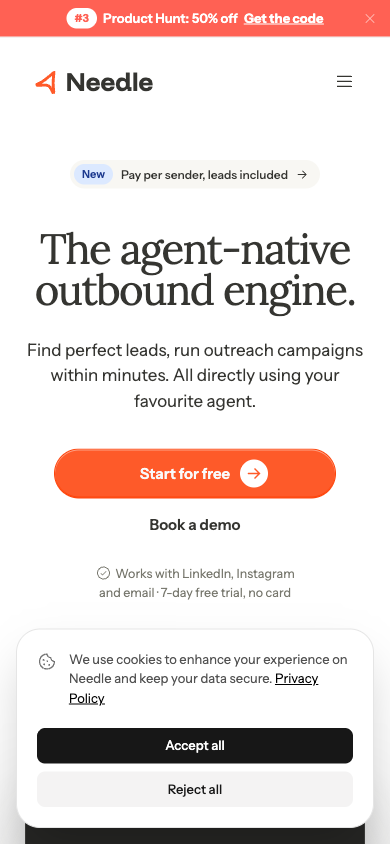 #3 Product Hunt: 50% off Get the code
Needle
New Pay per sender, leads included
The agent-native
outbound engine.
Find perfect leads, run outreach campaigns
within minutes. All directly using your
favourite agent.
Start for free
Book a demo
Works with LinkedIn, Instagram
and email · 7-day free trial, no card
We use cookies to enhance your experience on
Needle and keep your data secure. Privacy
Policy
Accept all
Reject all